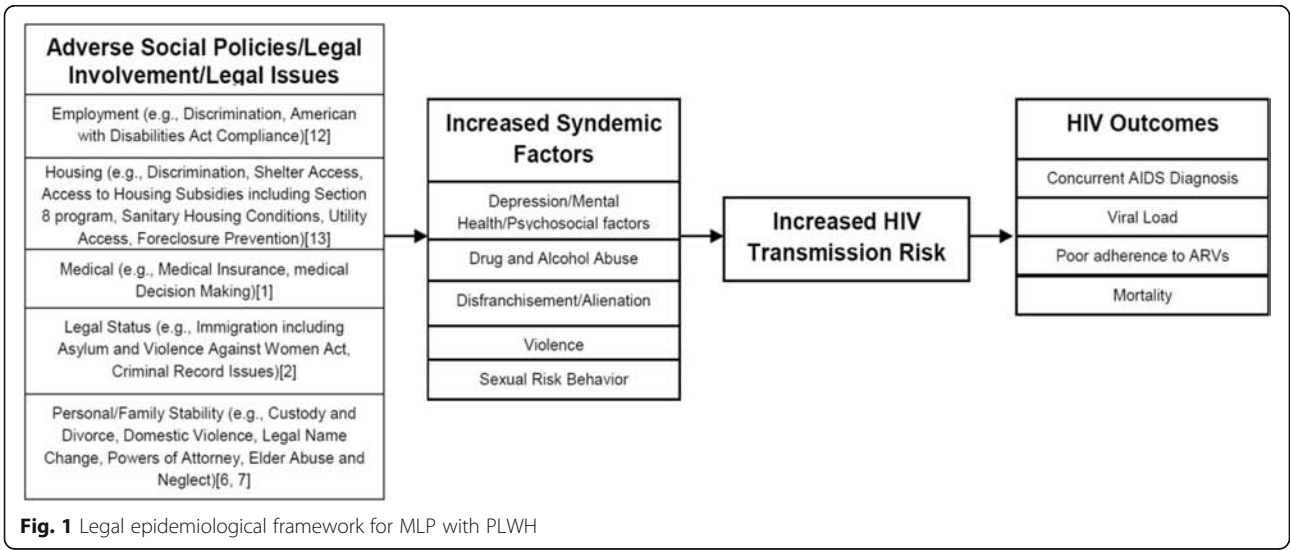 Adverse Social Policies/Legal
Involvement/Legal Issues
Employment (e.g., Discrimination, American
with Disabilities Act Compliance)[12]
Housing (e.g., Discrimination, Shelter Access,
Access to Housing Subsidies including Section
8 program, Sanitary Housing Conditions, Utility
Access, Foreclosure Prevention)[13]
Medical (e.g., Medical Insurance, medical
Decision Making)[1]
Legal Status (e.g., Immigration including
Asylum and Violence Against Women Act,
Criminal Record Issues)[2]
Personal/Family Stability (e.g., Custody and
Divorce, Domestic Violence, Legal Name
Change, Powers of Attorney, Elder Abuse and
Neglect)[6, 7]
Increased Syndemic
Factors
Depression/Mental
Health/Psychosocial factors
Drug and Alcohol Abuse
Disfranchisement/Alienation
Violence
Sexual Risk Behavior
Increased HIV
Transmission Risk
HIV Outcomes
Concurrent AIDS Diagnosis
Viral Load
Poor adherence to ARVs
Mortality
Fig. 1 Legal epidemiological framework for MLP with PLWH